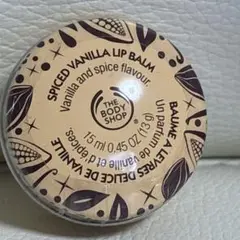 SPICED VANILLA LIP BALM
Vanilla and spice flavour.
THE
BODY
SHOP
15 ml 0.45 OZ (13 g)
Un parfum de vanille et d'épices.
BAUME À LÈVRES DÉLICE DE VANILLE